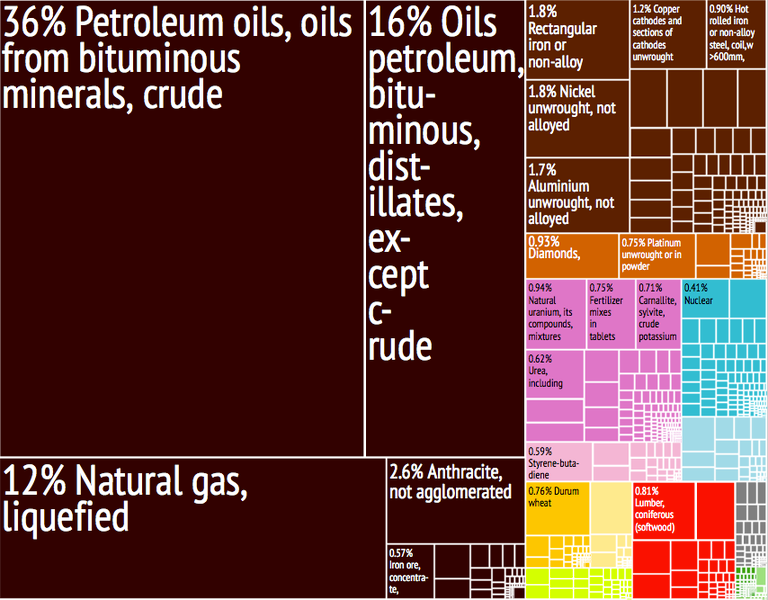 36% Petroleum oils, oils
from bituminous
minerals, crude
16% Oils
petroleum,
bitu-
minous,
dist-
illates,
ex-
cept
c-
rude
12% Natural gas,
liquefied
2.6% Anthracite,
not agglomerated
0.57%
Iron ore,
concentra-
te,
1.8%
Rectangular
iron or
non-alloy
1.8% Nickel
unwrought, not
alloyed
1.7%
Aluminium
unwrought, not
alloyed
1.2% Copper
cathodes and
sections of
cathodes
unwrought
0.90% Hot
rolled iron
or non-alloy
steel, coil,w
>600mm,
0.93%
Diamonds,
0.75% Platinum
unwrought or in
powder
0.94%
Natural
uranium, its
compounds,
mixtures
0.75%
Fertilizer
mixes
in
tablets
0.71%
Carnallite,
sylvite,
crude
potassium
0.41%
Nuclear
0.62%
Urea,
including
0.59%
Styrene-buta-
diene
0.76% Durum
wheat
0.81%
Lumber,
coniferous
(softwood)